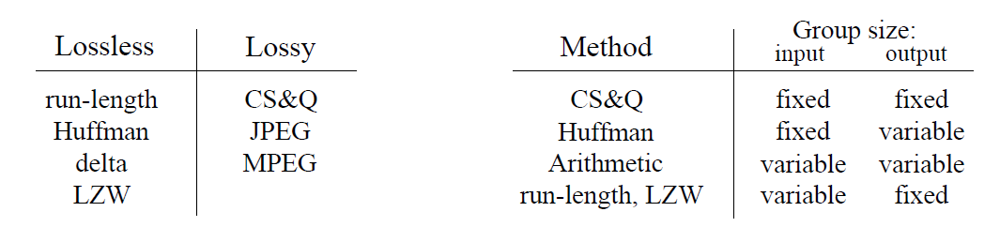 Lossless Lossy
run-length CS&Q
Huffman JPEG
delta MPEG
LZW
Group size:
Method input output
CS&Q fixed fixed
Huffman fixed variable
Arithmetic variable variable
run-length, LZW variable fixed